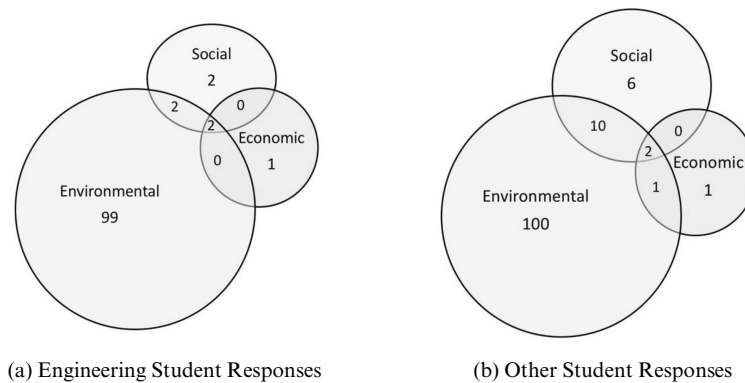 Social
2
2
0
2
Economic
0
1
Environmental
99
(a) Engineering Student Responses
Social
6
10
0
2
Economic
1
1
Environmental
100
(b) Other Student Responses